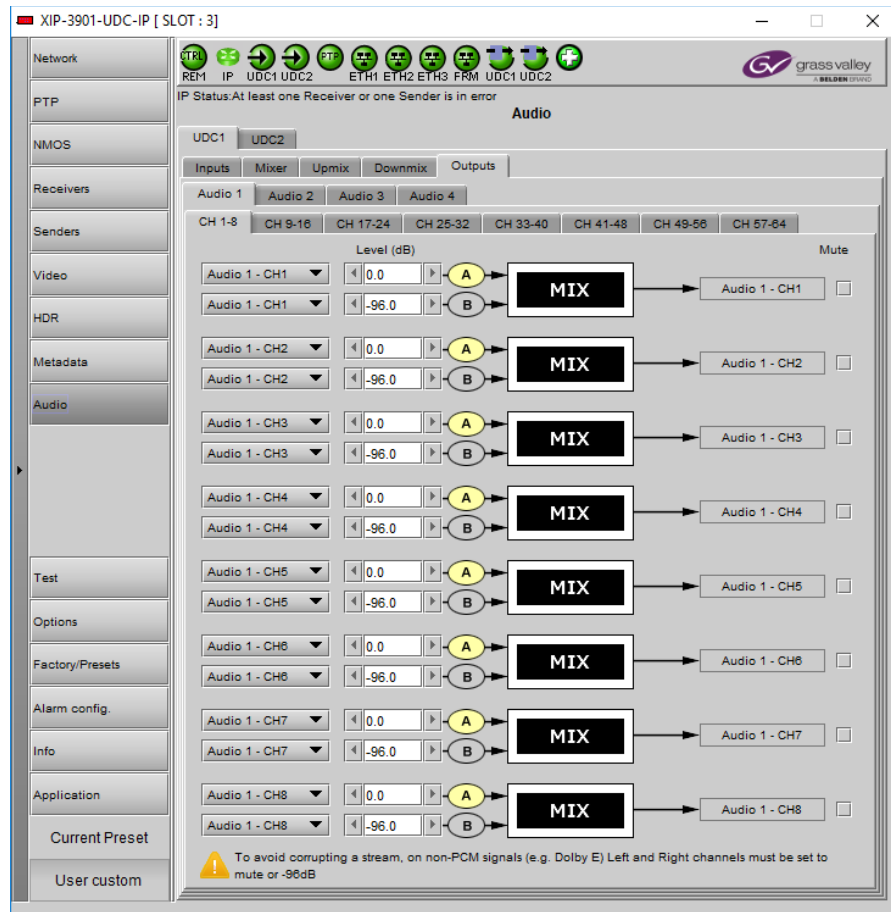 XIP-3901-UDC-IP [ SLOT : 3]
Network
PTP
NMOS
Receivers
Senders
Video
HDR
Metadata
Audio
Test
Options
Factory/Presets
Alarm config.
Info
Application
Current Preset
User custom
CTRL PTP
REM IP UDC1 UDC2 ETH1 ETH2 ETH3 FRM UDC1 UDC2
GV grass valley
A BELDEN BRAND
IP Status:At least one Receiver or one Sender is in error
Audio
UDC1 UDC2
Inputs Mixer Upmix Downmix Outputs
Audio 1 Audio 2 Audio 3 Audio 4
CH 1-8 CH 9-16 CH 17-24 CH 25-32 CH 33-40 CH 41-48 CH 49-56 CH 57-64
Level (dB) Mute
Audio 1 - CH1 0.0 A
MIX Audio 1 - CH1
Audio 1 - CH1 -96.0 B
Audio 1 - CH2 0.0 A
MIX Audio 1 - CH2
Audio 1 - CH2 -96.0 B
Audio 1 - CH3 0.0 A
MIX Audio 1 - CH3
Audio 1 - CH3 -96.0 B
Audio 1 - CH4 0.0 A
MIX Audio 1 - CH4
Audio 1 - CH4 -96.0 B
Audio 1 - CH5 0.0 A
MIX Audio 1 - CH5
Audio 1 - CH5 -96.0 B
Audio 1 - CH6 0.0 A
MIX Audio 1 - CH6
Audio 1 - CH6 -96.0 B
Audio 1 - CH7 0.0 A
MIX Audio 1 - CH7
Audio 1 - CH7 -96.0 B
Audio 1 - CH8 0.0 A
MIX Audio 1 - CH8
Audio 1 - CH8 -96.0 B
To avoid corrupting a stream, on non-PCM signals (e.g. Dolby E) Left and Right channels must be set to
mute or -96dB